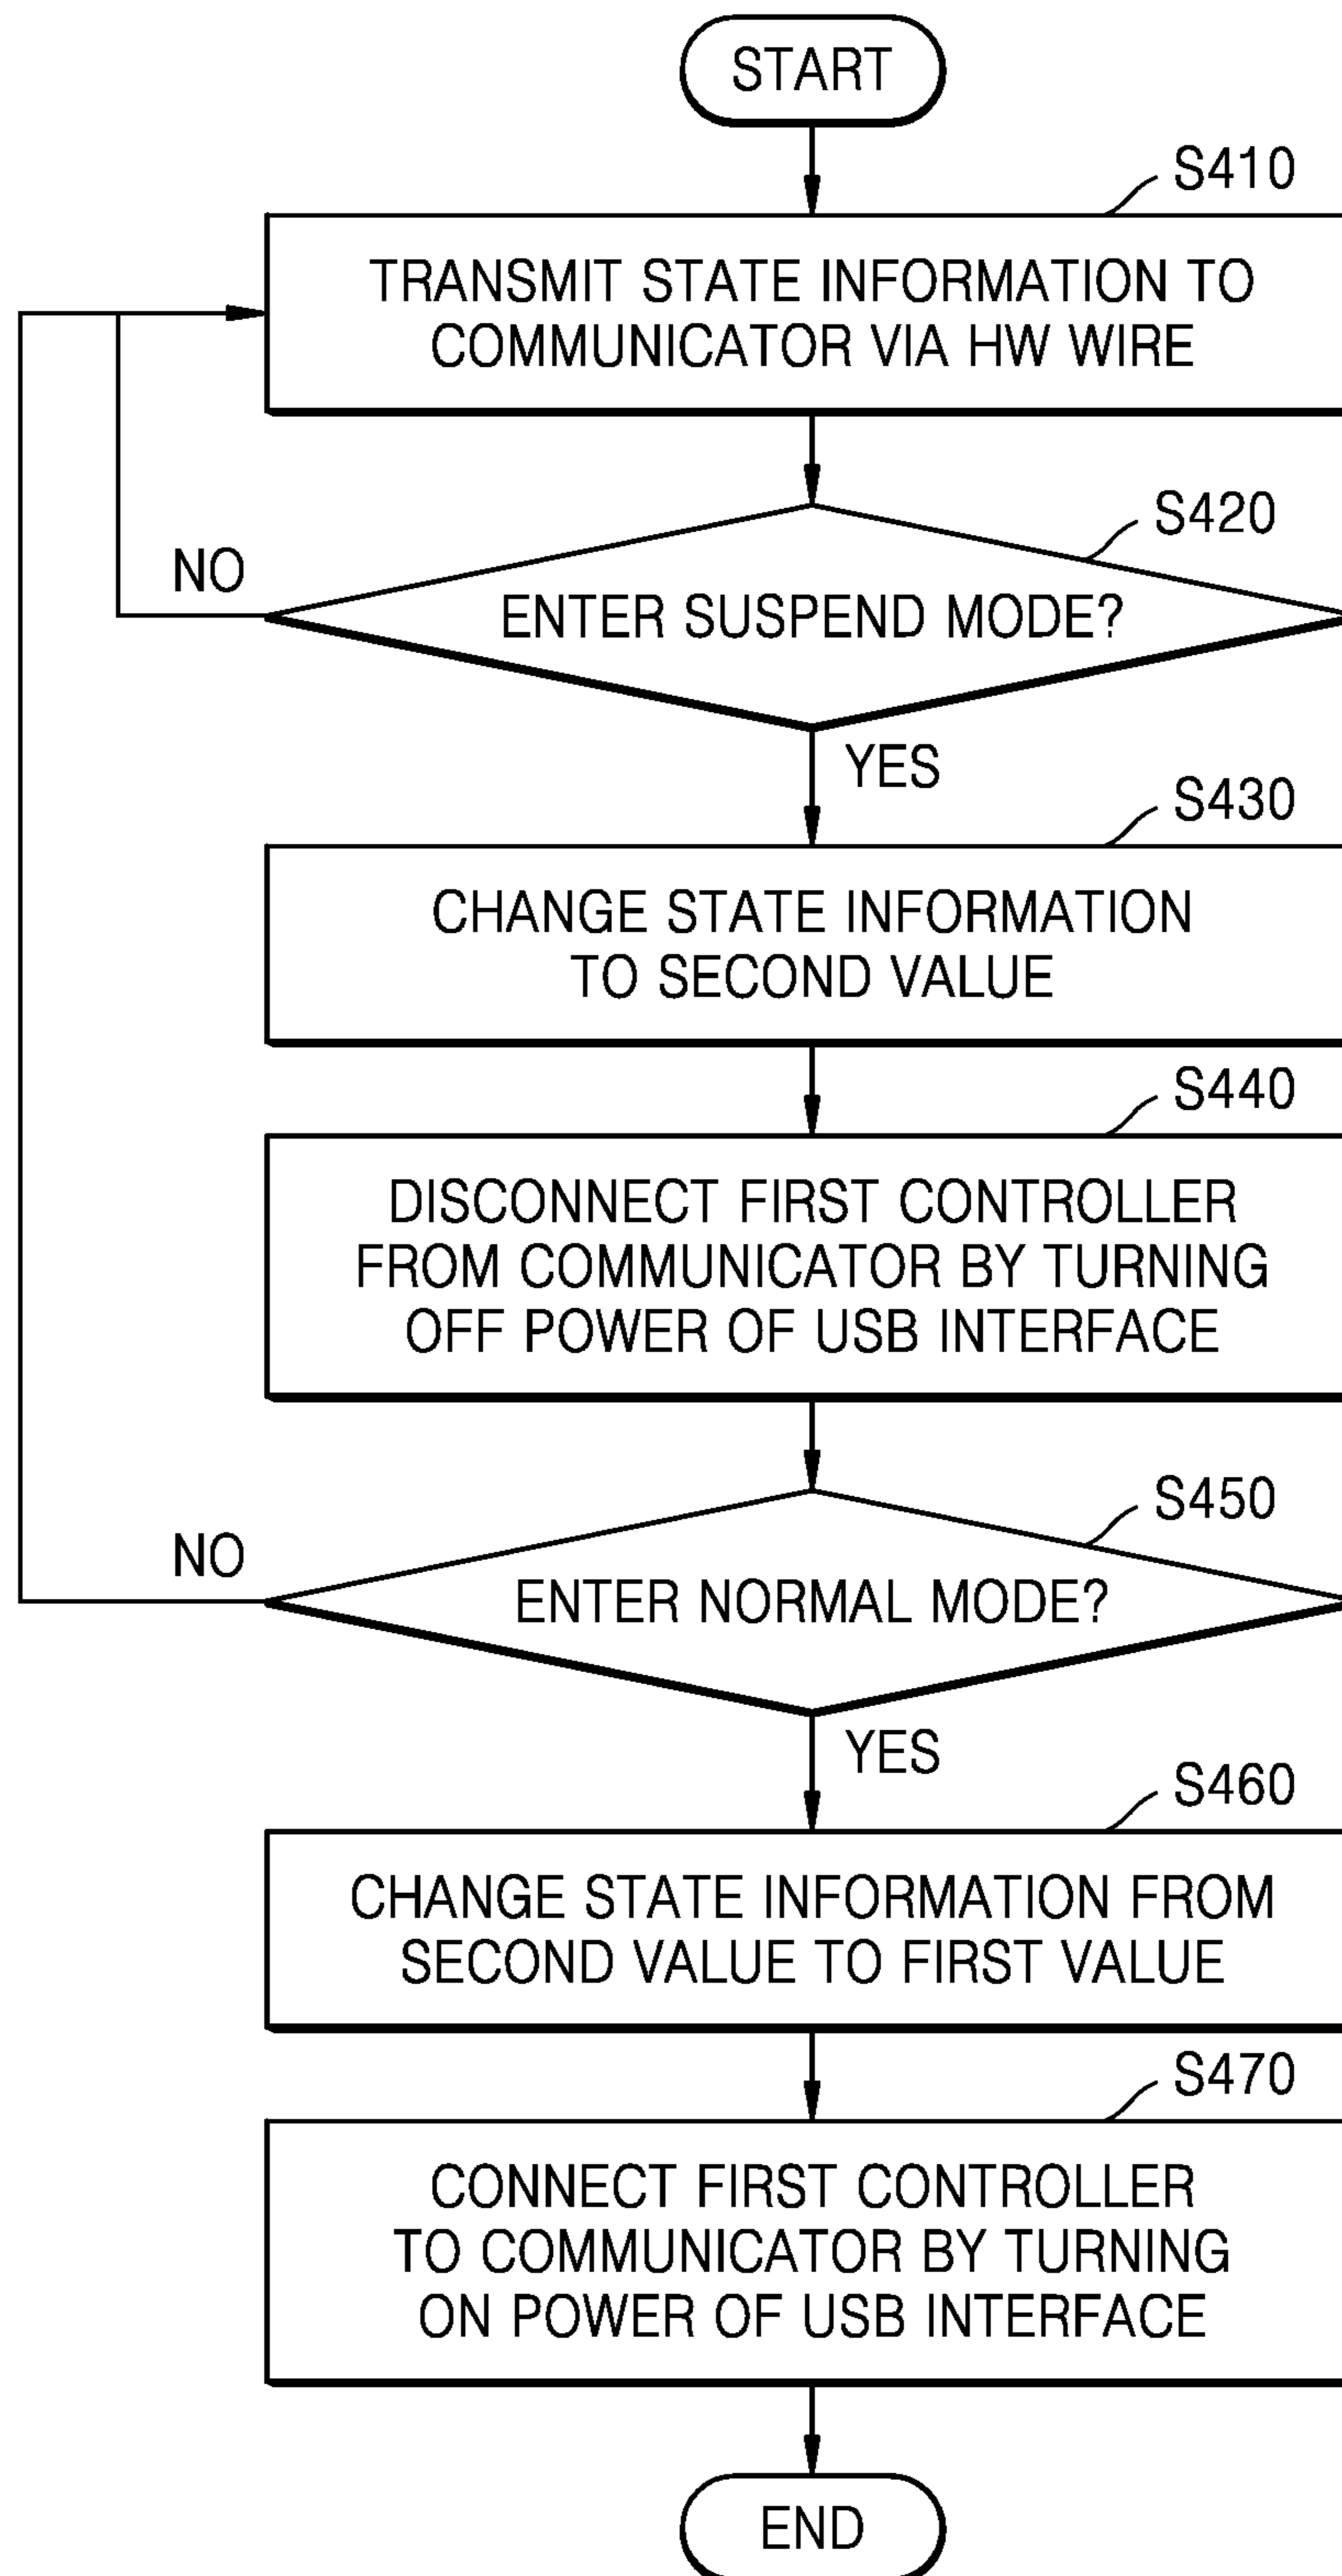 START
S410
TRANSMIT STATE INFORMATION TO
COMMUNICATOR VIA HW WIRE
S420
NO
ENTER SUSPEND MODE?
YES
S430
CHANGE STATE INFORMATION
TO SECOND VALUE
S440
DISCONNECT FIRST CONTROLLER
FROM COMMUNICATOR BY TURNING
OFF POWER OF USB INTERFACE
S450
NO
ENTER NORMAL MODE?
YES
S460
CHANGE STATE INFORMATION FROM
SECOND VALUE TO FIRST VALUE
S470
CONNECT FIRST CONTROLLER
TO COMMUNICATOR BY TURNING
ON POWER OF USB INTERFACE
END